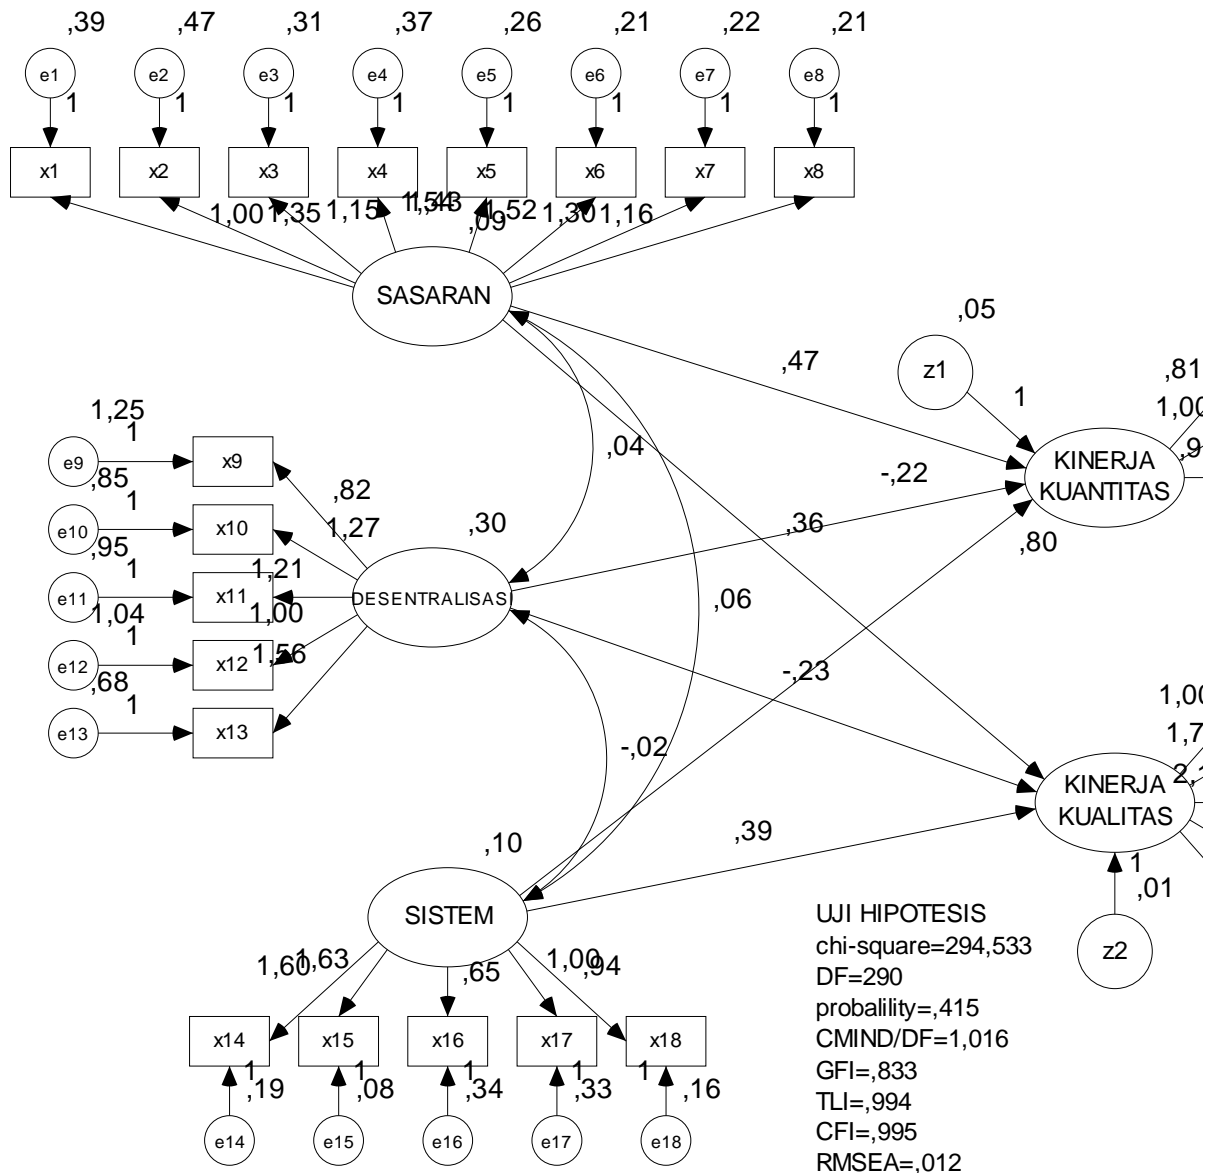 ,39 ,47 ,31 ,37 ,26 ,21 ,22 ,21
e1 e2 e3 e4 e5 e6 e7 e8
1 1 1 1 1 1 1 1
x1 x2 x3 x4 x5 x6 x7 x8
1,00 1,35 1,15 1,52 1,30 1,16
,09
SASARAN
,05
z1
1
,47
,81
1,00
,04
-,22
KINERJA
KUANTITAS
1,25
1
e9
x9
,85
1
e10
x10
,95
1
e11
x11
1,04
1
e12
x12
,68
1
e13
x13
,82
1,27
1,21
1,00
1,56
,30
DESENTRALISASI
,36
,80
,06
-,23
-,02
1,00
KINERJA
KUALITAS
,39
1
,01
z2
,10
SISTEM
1,60 1,63 ,65 1,00 ,94
x14 x15 x16 x17 x18
1 1 1 1
,19 ,08 ,34 ,33 ,16
e14 e15 e16 e17 e18
UJI HIPOTESIS
chi-square=294,533
DF=290
probalility=,415
CMIND/DF=1,016
GFI=,833
TLI=,994
CFI=,995
RMSEA=,012